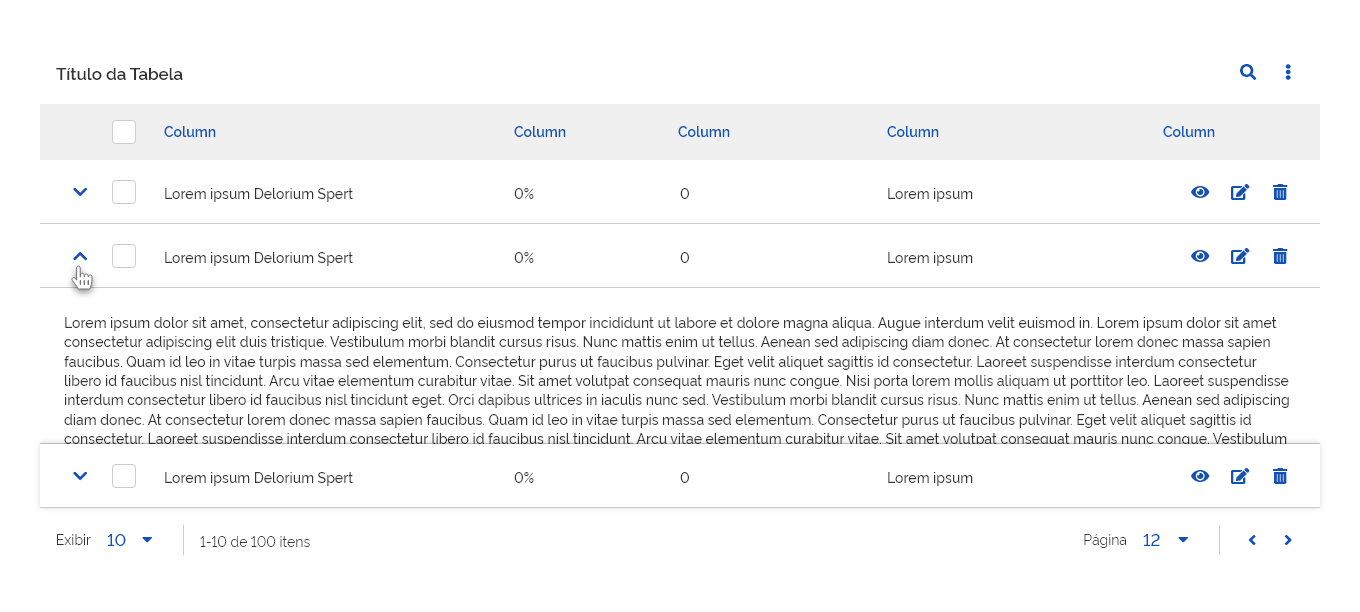 Título da Tabela
Column Column Column Column Column
Lorem ipsum Delorium Spert 0% 0 Lorem ipsum
Lorem ipsum Delorium Spert 0% 0 Lorem ipsum
Lorem ipsum dolor sit amet, consectetur adipiscing elit, sed do eiusmod tempor incididunt ut labore et dolore magna aliqua. Augue interdum velit euismod in. Lorem ipsum dolor sit amet
consectetur adipiscing elit duis tristique. Vestibulum morbi blandit cursus risus. Nunc mattis enim ut tellus. Aenean sed adipiscing diam donec. At consectetur lorem donec massa sapien
faucibus. Quam id leo in vitae turpis massa sed elementum. Consectetur purus ut faucibus pulvinar. Eget velit aliquet sagittis id consectetur. Laoreet suspendisse interdum consectetur
libero id faucibus nisl tincidunt. Arcu vitae elementum curabitur vitae. Sit amet volutpat consequat mauris nunc congue. Nisi porta lorem mollis aliquam ut porttitor leo. Laoreet suspendisse
interdum consectetur libero id faucibus nisl tincidunt eget. Orci dapibus ultrices in iaculis nunc sed. Vestibulum morbi blandit cursus risus. Nunc mattis enim ut tellus. Aenean sed adipiscing
diam donec. At consectetur lorem donec massa sapien faucibus. Quam id leo in vitae turpis massa sed elementum. Consectetur purus ut faucibus pulvinar. Eget velit aliquet sagittis id
consectetur. Laoreet suspendisse interdum consectetur libero id faucibus nisl tincidunt. Arcu vitae elementum curabitur vitae. Sit amet volutpat consequat mauris nunc congue. Vestibulum
Lorem ipsum Delorium Spert 0% 0 Lorem ipsum
Exibir 10 1-10 de 100 itens Página 12